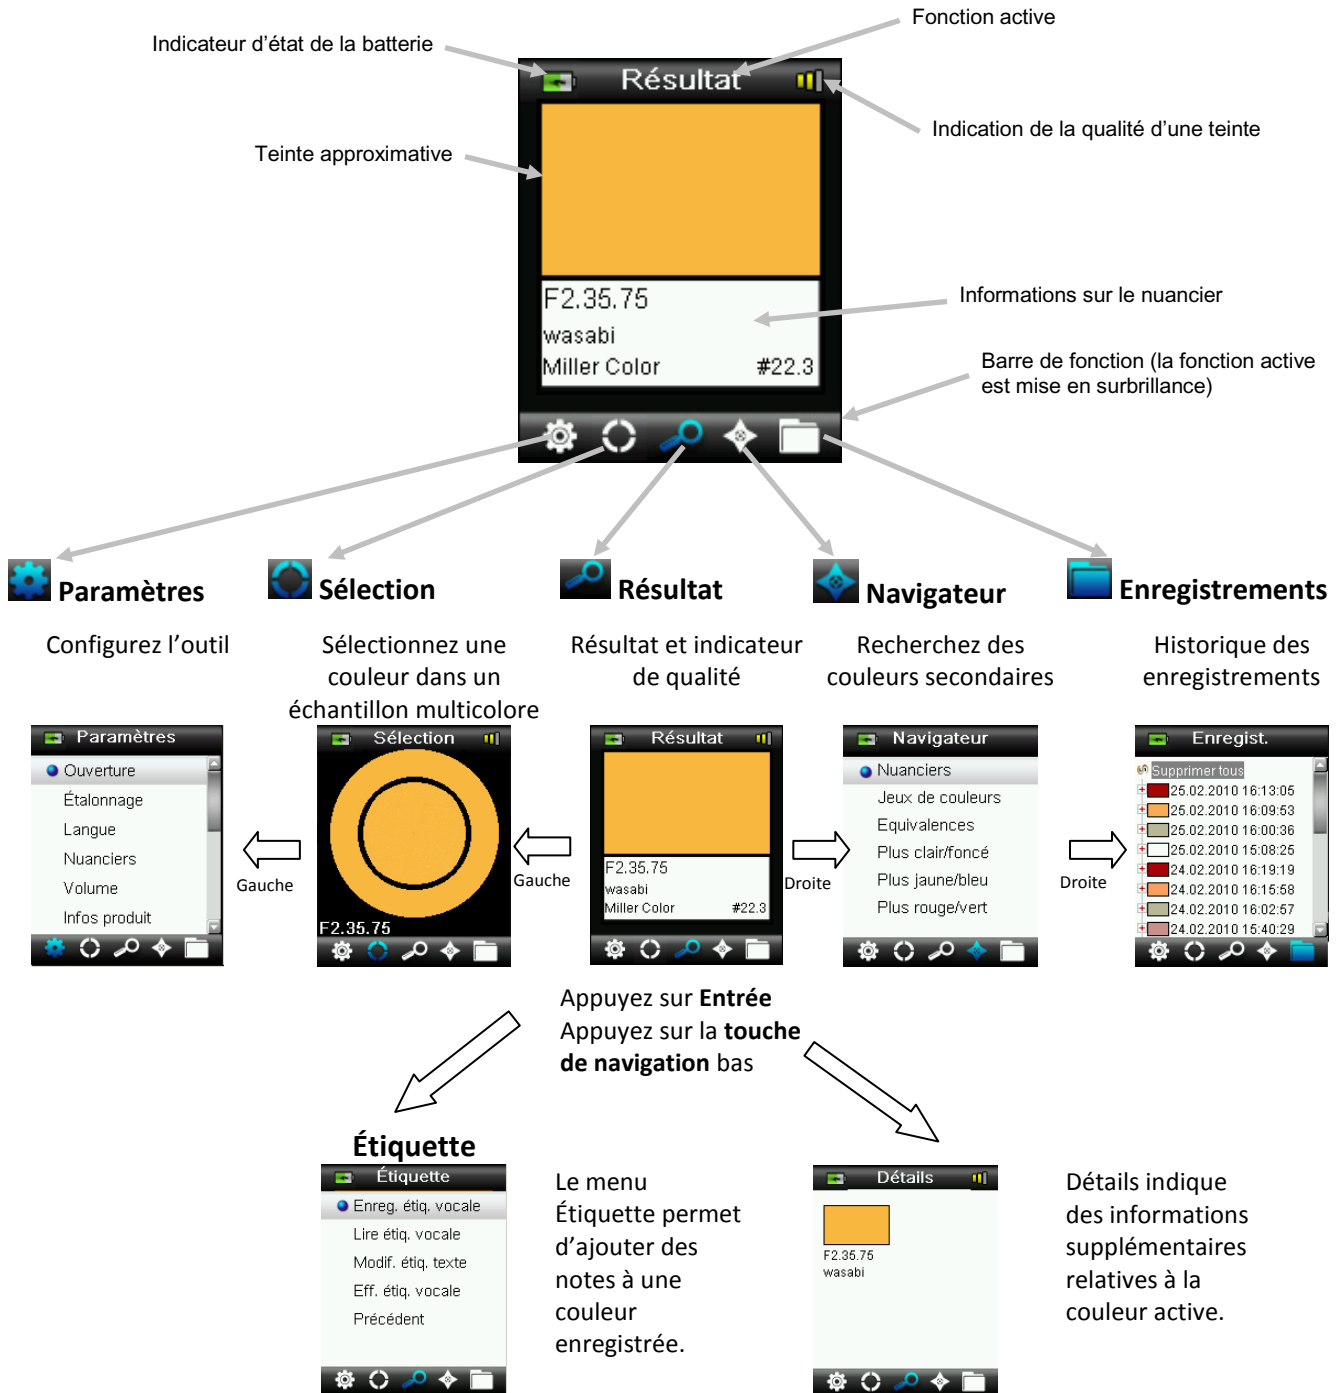 Fonction active
Indicateur d'état de la batterie
Résultat
Indication de la qualité d'une teinte
Teinte approximative
Informations sur le nuancier
F2.35.75
wasabi
Miller Color #22.3
Barre de fonction (la fonction active
est mise en surbrillance)
Paramètres
Sélection
Résultat
Navigateur
Enregistrements
Configurez l'outil
Sélectionnez une
couleur dans un
échantillon multicolore
Résultat et indicateur
de qualité
Recherchez des
couleurs secondaires
Historique des
enregistrements
Paramètres
Ouverture
Étalonnage
Langue
Nuanciers
Volume
Infos produit
Gauche
Sélection
F2.35.75
Gauche
Résultat
F2.35.75
wasabi
Miller Color #22.3
Droite
Navigateur
Nuanciers
Jeux de couleurs
Equivalences
Plus clair/foncé
Plus jaune/bleu
Plus rouge/vert
Droite
Enregist.
Supprimer tous
25.02.2010 16:13:05
25.02.2010 16:09:53
25.02.2010 16:00:36
25.02.2010 15:08:25
24.02.2010 16:19:19
24.02.2010 16:15:58
24.02.2010 16:02:57
24.02.2010 15:40:29
Appuyez sur Entrée
Appuyez sur la touche
de navigation bas
Étiquette
Étiquette
Enreg. étiq. vocale
Lire étiq. vocale
Modif. étiq. texte
Eff. étiq. vocale
Précédent
Le menu
Étiquette permet
d'ajouter des
notes à une
couleur
enregistrée.
Détails
F2.35.75
wasabi
Détails indique
des informations
supplémentaires
relatives à la
couleur active.